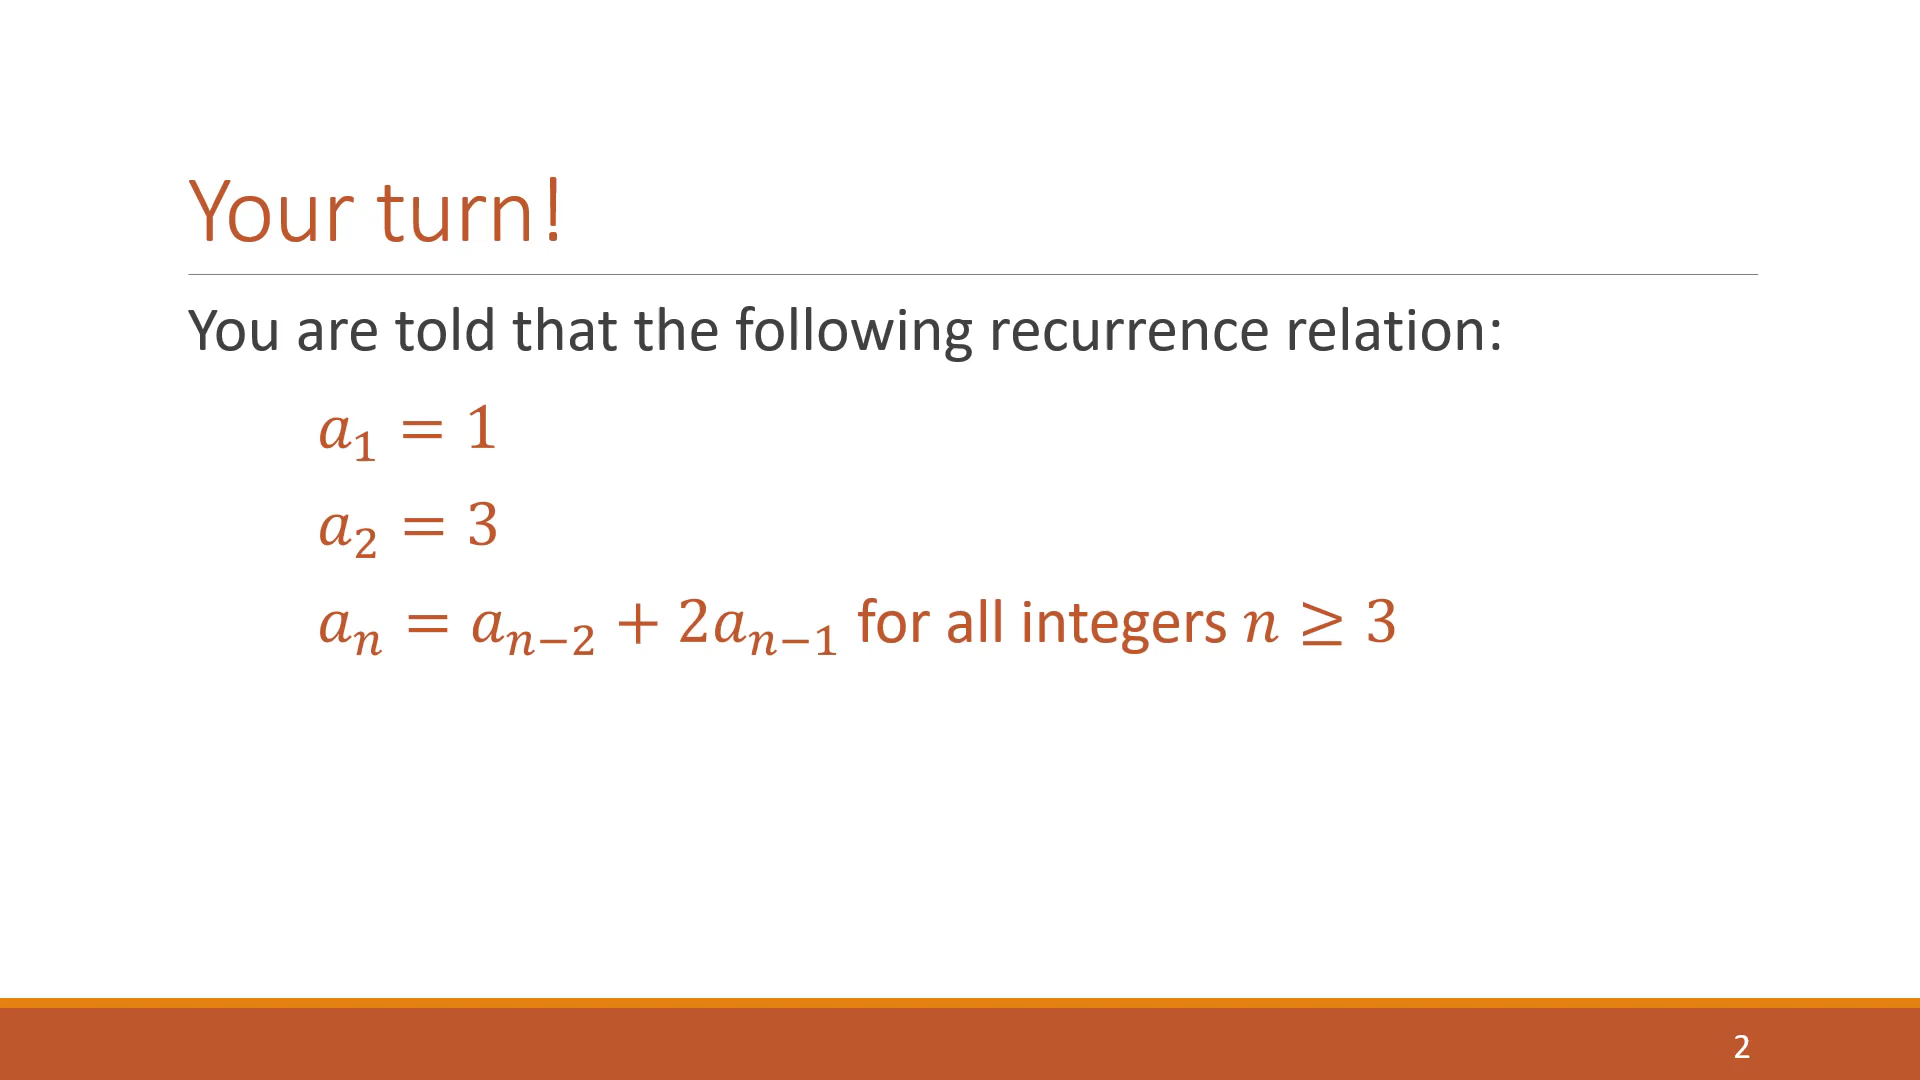 Your turn!
You are told that the following recurrence relation:
𝑎₁ = 1
𝑎₂ = 3
𝑎ₙ = 𝑎ₙ₋₂ + 2𝑎ₙ₋₁ for all integers 𝑛 ≥ 3
2